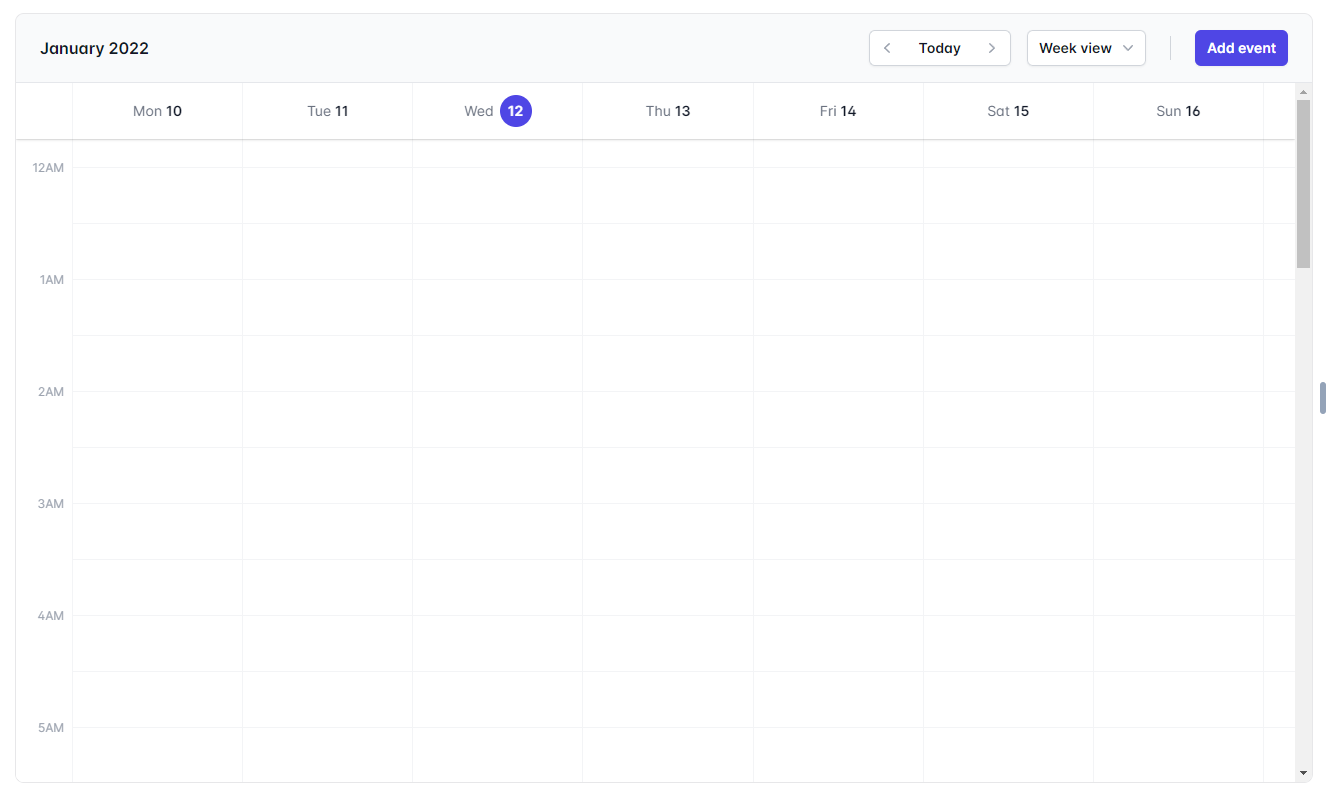 January 2022 Today Week view Add event
Mon 10 Tue 11 Wed 12 Thu 13 Fri 14 Sat 15 Sun 16
12AM
1AM
2AM
3AM
4AM
5AM